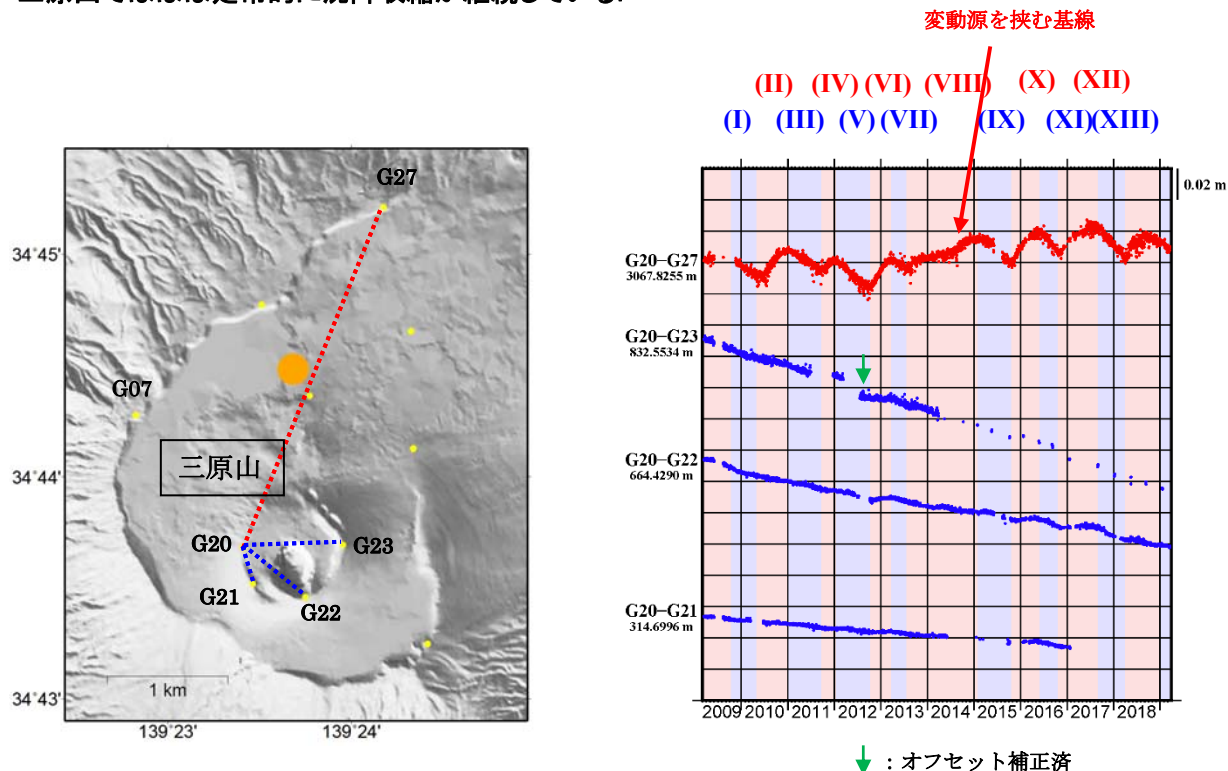 変動源を挟む基線
(II) (IV) (VI) (VIII) (X) (XII)
(I) (III) (V) (VII) (IX) (XI)(XIII)
G27
34°45'
G07
三原山
34°44'
G20
G23
G21
G22
1 km
34°43'
139°23'
139°24'
0.02 m
G20−G27
3067.8255 m
G20−G23
832.5534 m
G20−G22
664.4290 m
G20−G21
314.6996 m
2009 2010 2011 2012 2013 2014 2015 2016 2017 2018
：オフセット補正済